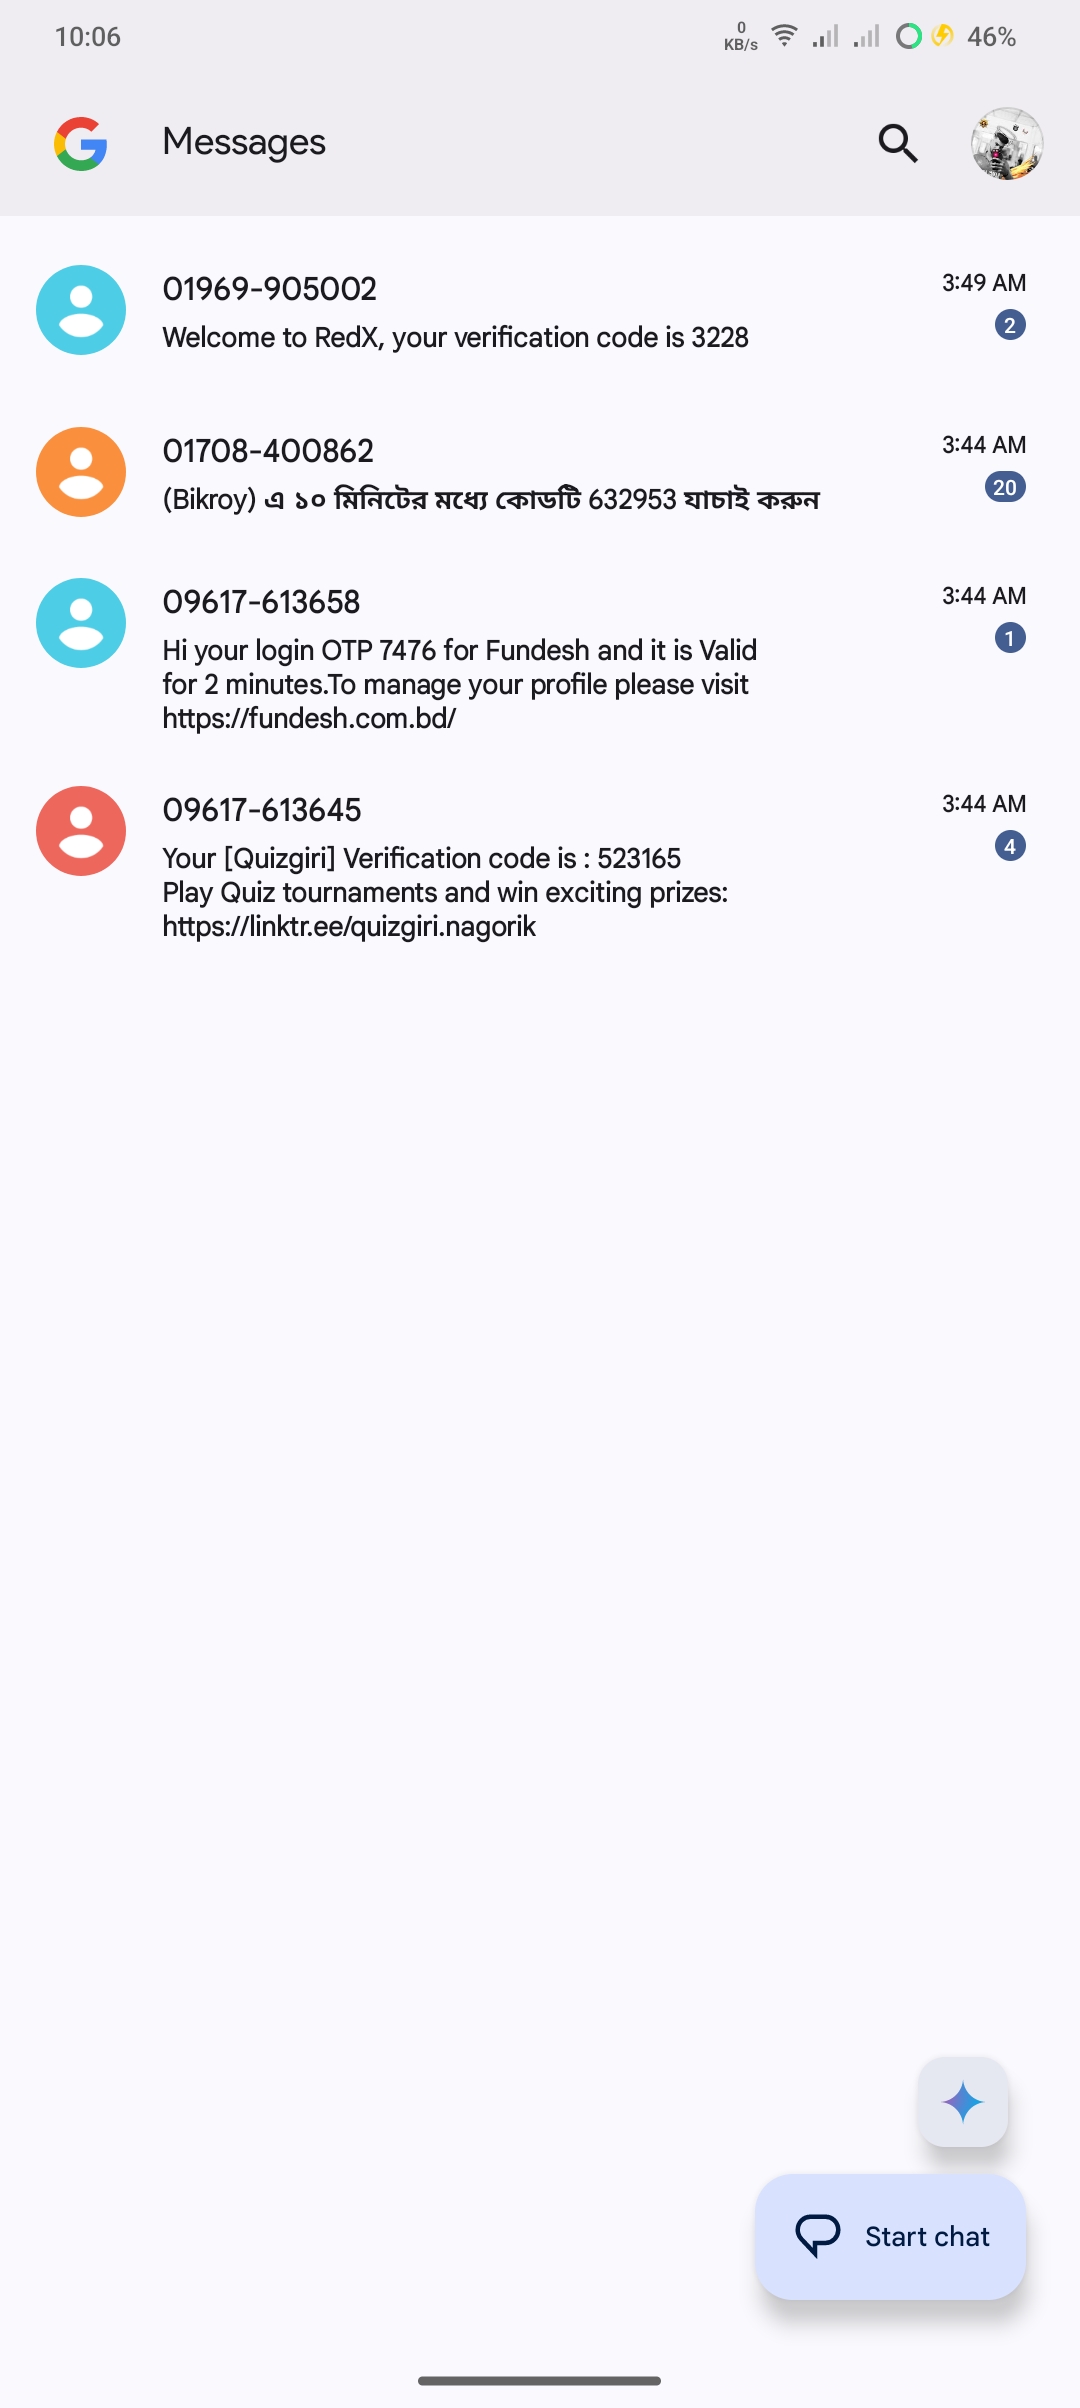 10:06
0
KB/s
46%
Messages
01969-905002
3:49 AM
Welcome to RedX, your verification code is 3228
2
01708-400862
3:44 AM
(Bikroy) এ ১০ মিনিটের মধ্যে কোডটি 632953 যাচাই করুন
20
09617-613658
3:44 AM
Hi your login OTP 7476 for Fundesh and it is Valid
1
for 2 minutes.To manage your profile please visit
https://fundesh.com.bd/
09617-613645
3:44 AM
Your [Quizgiri] Verification code is : 523165
4
Play Quiz tournaments and win exciting prizes:
https://linktr.ee/quizgiri.nagorik
Start chat